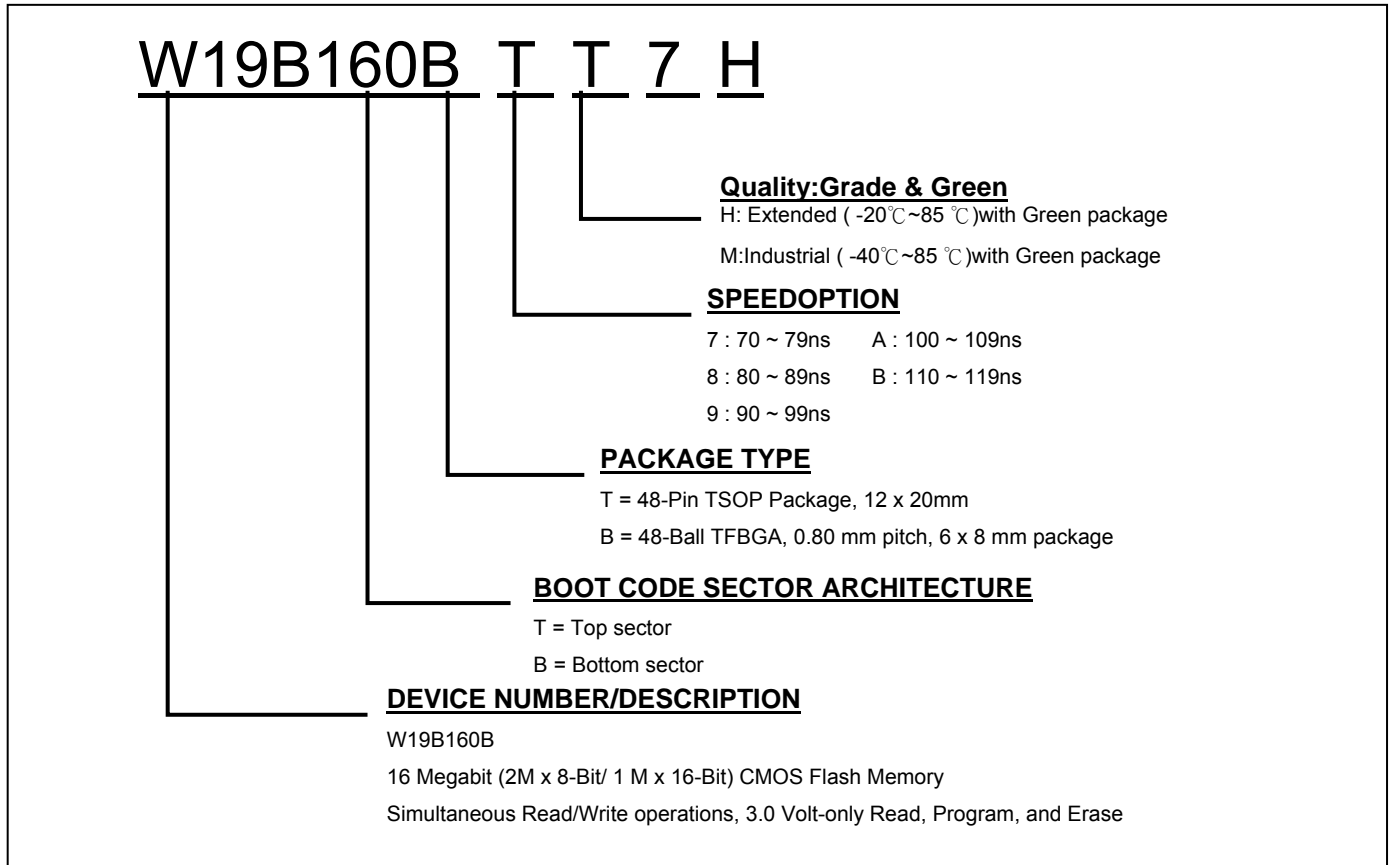 W19B160B T T 7 H
Quality:Grade & Green
H: Extended ( -20℃~85 ℃)with Green package
M:Industrial ( -40℃~85 ℃)with Green package
SPEEDOPTION
7 : 70 ~ 79ns A : 100 ~ 109ns
8 : 80 ~ 89ns B : 110 ~ 119ns
9 : 90 ~ 99ns
PACKAGE TYPE
T = 48-Pin TSOP Package, 12 x 20mm
B = 48-Ball TFBGA, 0.80 mm pitch, 6 x 8 mm package
BOOT CODE SECTOR ARCHITECTURE
T = Top sector
B = Bottom sector
DEVICE NUMBER/DESCRIPTION
W19B160B
16 Megabit (2M x 8-Bit/ 1 M x 16-Bit) CMOS Flash Memory
Simultaneous Read/Write operations, 3.0 Volt-only Read, Program, and Erase